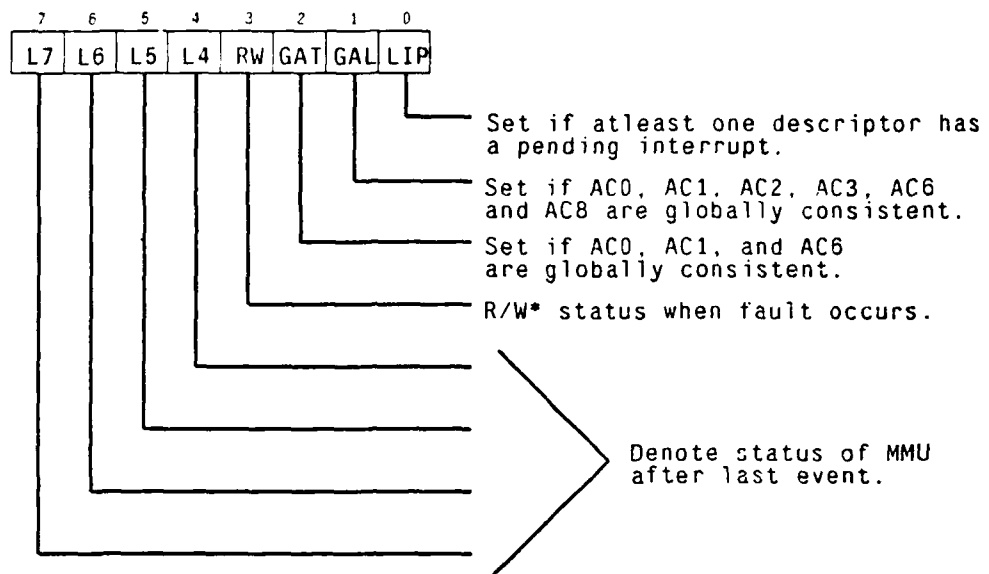 7 6 5 4 3 2 1 0
L7 L6 L5 L4 RW GAT GAL LIP
Set if atleast one descriptor has
a pending interrupt.
Set if AC0, AC1, AC2, AC3, AC6
and AC8 are globally consistent.
Set if AC0, AC1, and AC6
are globally consistent.
R/W* status when fault occurs.
Denote status of MMU
after last event.